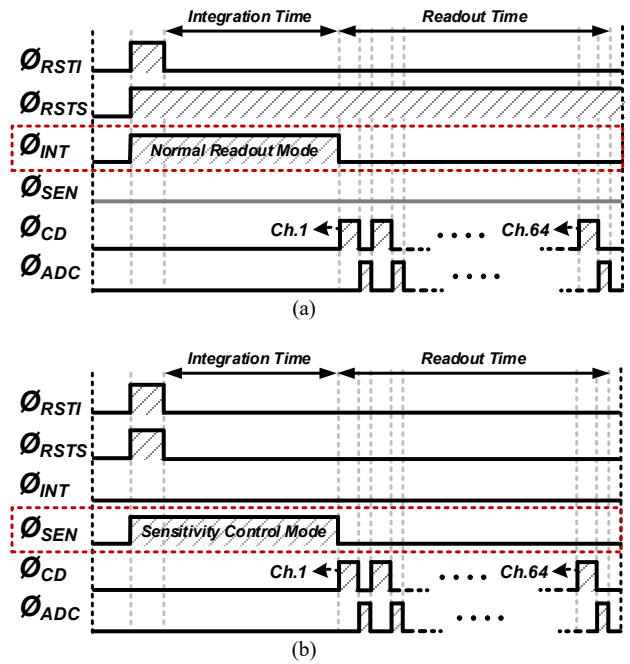 Integration Time Readout Time
ØRSTI
ØRSTS
ØINT Normal Readout Mode
ØSEN
ØCD Ch.1 Ch.64
ØADC
(a)
Integration Time Readout Time
ØRSTI
ØRSTS
ØINT
ØSEN Sensitivity Control Mode
ØCD Ch.1 Ch.64
ØADC
(b)